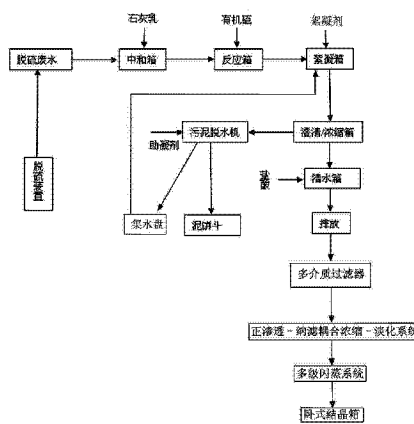 石灰乳
有机硫
絮凝剂
脱硫废水
中和箱
反应箱
絮凝箱
污泥脱水机
澄清/浓缩箱
助凝剂
脱硫装置
盐酸
清水箱
集水盘
泥饼斗
排放
多介质过滤器
正渗透-纳滤耦合浓缩-淡化系统
多级闪蒸系统
卧式结晶箱